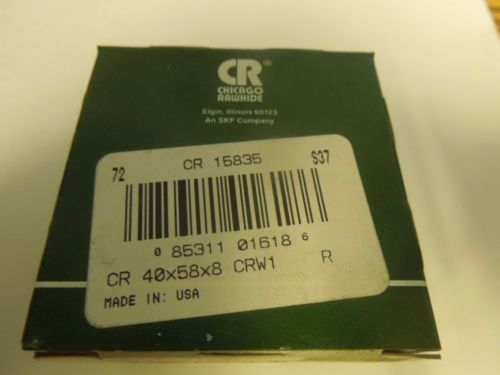 CR®
CHICAGO
RAWHIDE
Elgin, Illinois 60123
An SKF Company
72 CR 15835 S37
0 85311 01618 6
CR 40x58x8 CRW1 R
MADE IN: USA